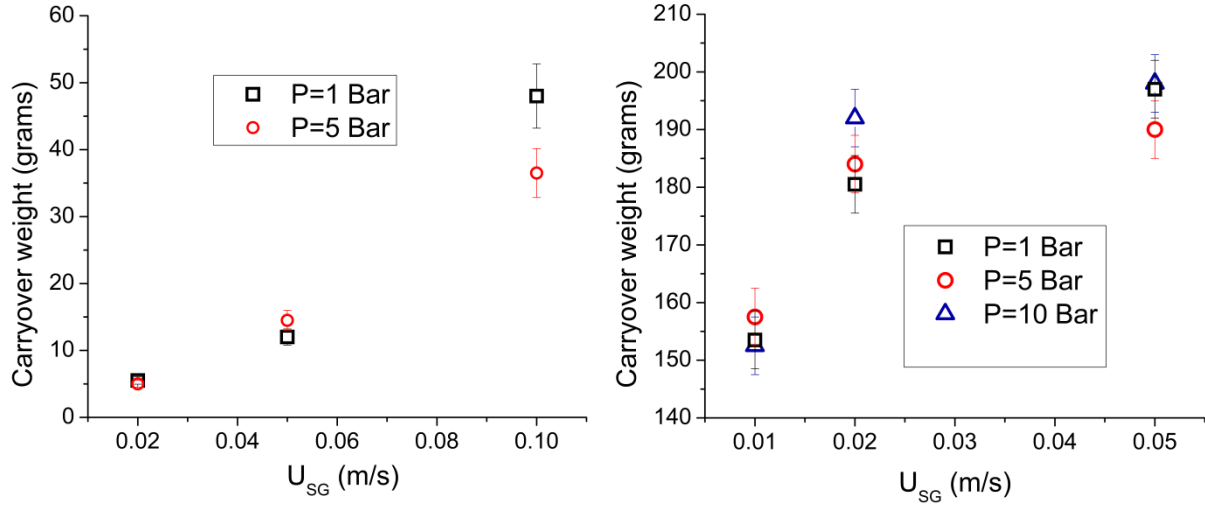 60
50
40
30
20
10
0
Carryover weight (grams)
P=1 Bar
P=5 Bar
0.02 0.04 0.06 0.08 0.10
U_SG (m/s)
210
200
190
180
170
160
150
140
Carryover weight (grams)
P=1 Bar
P=5 Bar
P=10 Bar
0.01 0.02 0.03 0.04 0.05
U_SG (m/s)